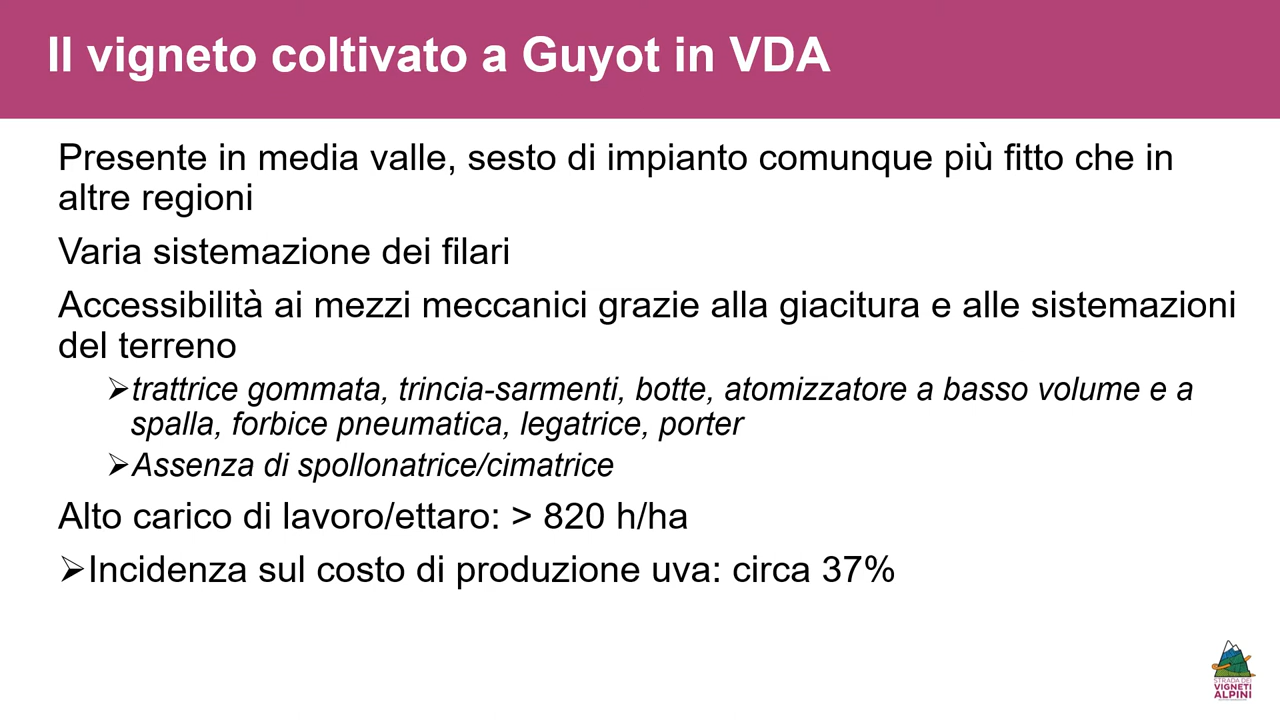 Il vigneto coltivato a Guyot in VDA
Presente in media valle, sesto di impianto comunque più fitto che in
altre regioni
Varia sistemazione dei filari
Accessibilità ai mezzi meccanici grazie alla giacitura e alle sistemazioni
del terreno
➢trattrice gommata, trincia-sarmenti, botte, atomizzatore a basso volume e a
spalla, forbice pneumatica, legatrice, porter
➢Assenza di spollonatrice/cimatrice
Alto carico di lavoro/ettaro: > 820 h/ha
➢Incidenza sul costo di produzione uva: circa 37%
STRADA DEI
VIGNETI
ALPINI